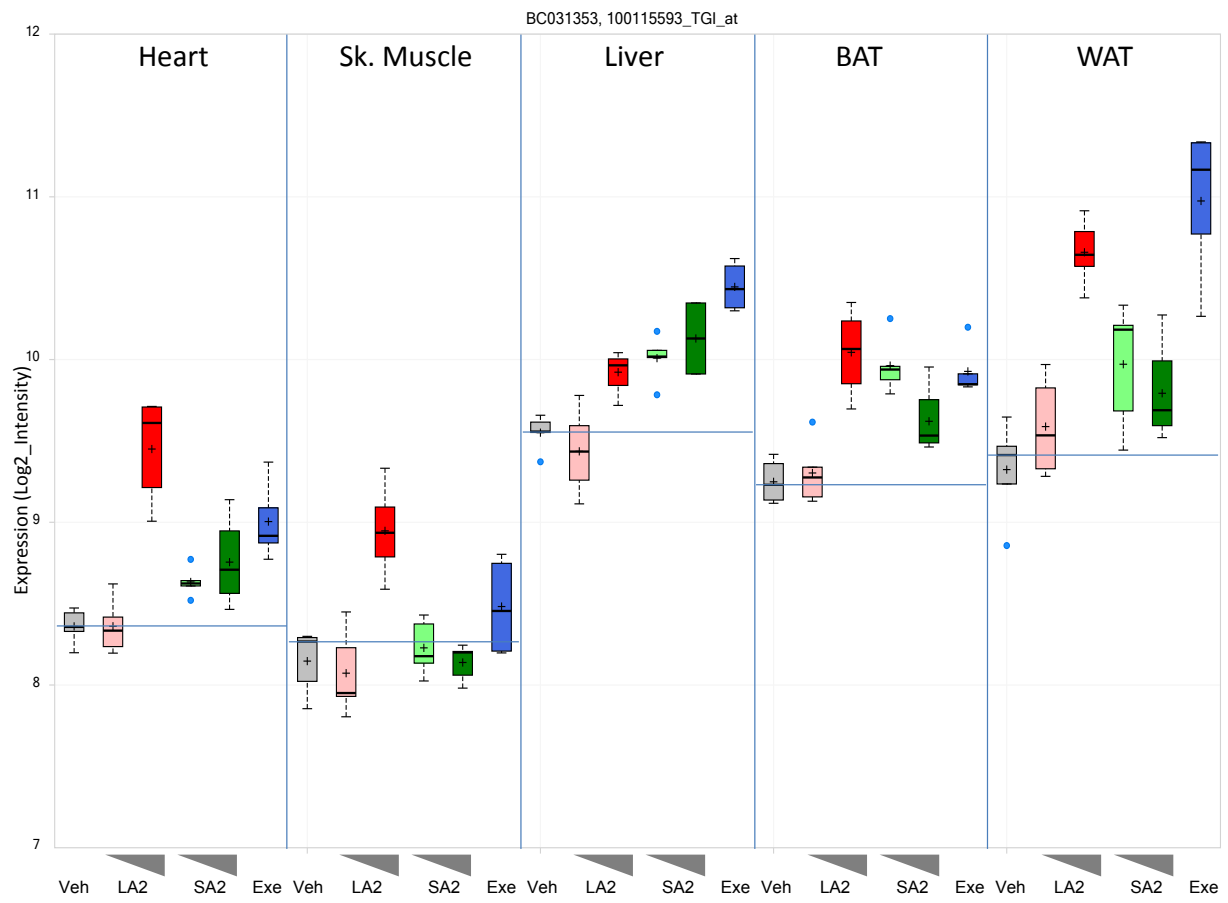 BC031353, 100115593_TGI_at
Heart Sk. Muscle Liver BAT WAT
Expression (Log2_Intensity)
12
11
10
9
8
7
Veh LA2 SA2 Exe Veh LA2 SA2 Exe Veh LA2 SA2 Exe Veh LA2 SA2 Exe Veh LA2 SA2 Exe